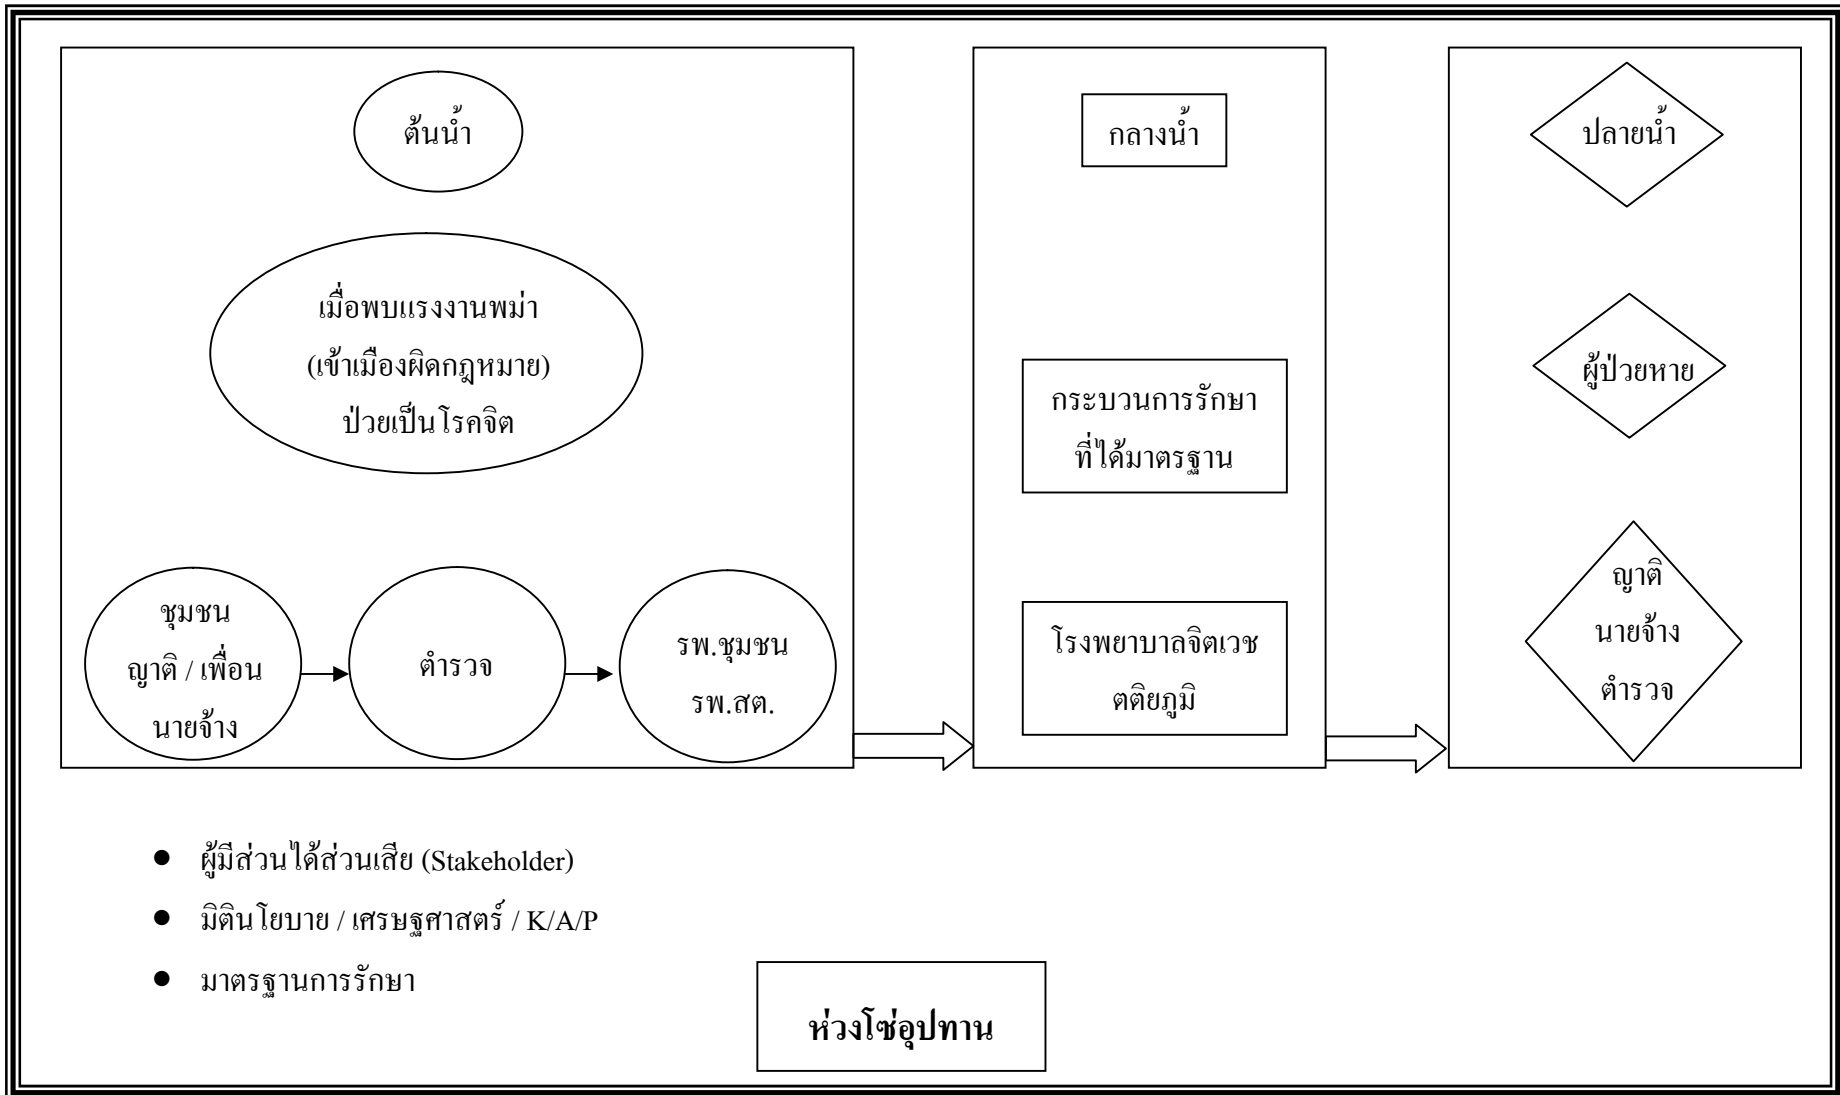 ต้นน้ำ
เมื่อพบแรงงานพม่า
(เข้าเมืองผิดกฎหมาย)
ป่วยเป็นโรคจิต
ชุมชน
ญาติ / เพื่อน
นายจ้าง
ตำรวจ
รพ.ชุมชน
รพ.สต.
กลางน้ำ
กระบวนการรักษา
ที่ได้มาตรฐาน
โรงพยาบาลจิตเวช
ตติยภูมิ
ปลายน้ำ
ผู้ป่วยหาย
ญาติ
นายจ้าง
ตำรวจ
● ผู้มีส่วนได้ส่วนเสีย (Stakeholder)
● มิตินโยบาย / เศรษฐศาสตร์ / K/A/P
● มาตรฐานการรักษา
ห่วงโซ่อุปทาน